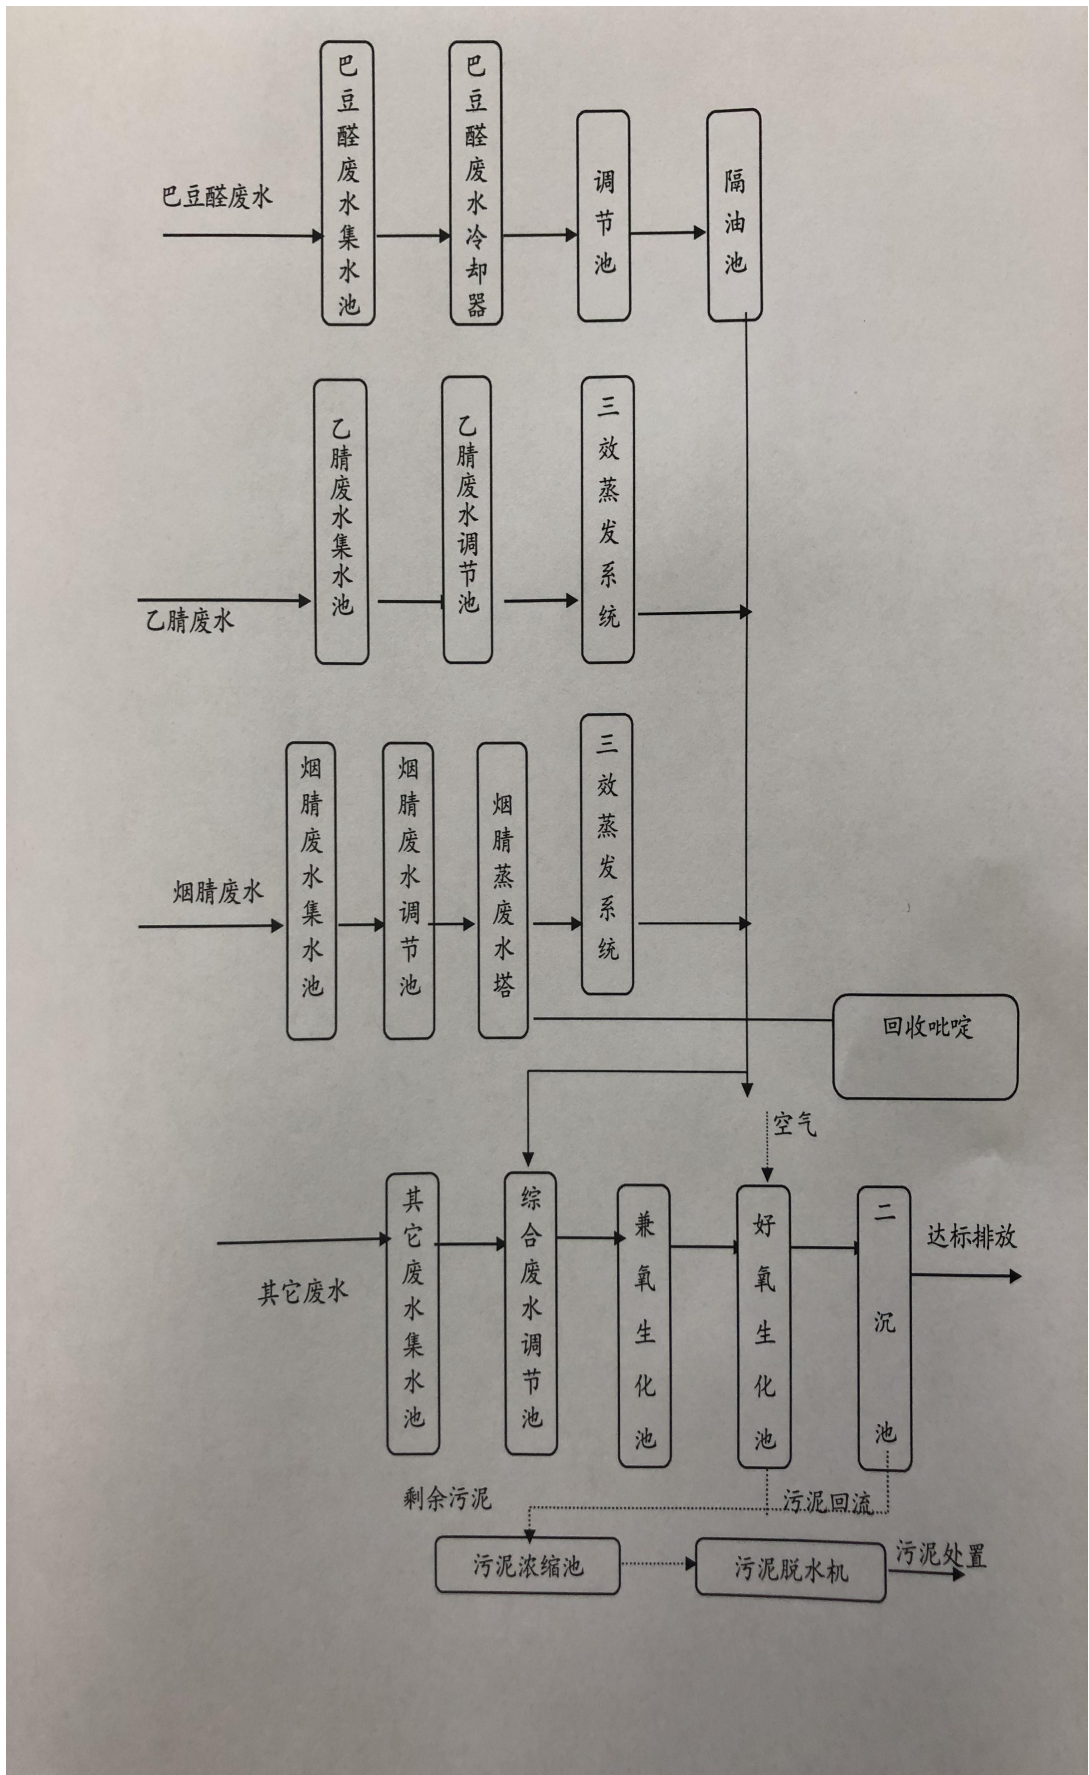 巴豆醛废水
巴豆醛废水集水池
巴豆醛废水冷却器
调节池
隔油池
乙腈废水
乙腈废水集水池
乙腈废水调节池
三效蒸发系统
烟腈废水
烟腈废水集水池
烟腈废水调节池
烟腈蒸废水塔
三效蒸发系统
回收吡啶
空气
其它废水
其它废水集水池
综合废水调节池
兼氧生化池
好氧生化池
二沉池
达标排放
剩余污泥
污泥回流
污泥浓缩池
污泥脱水机
污泥处置